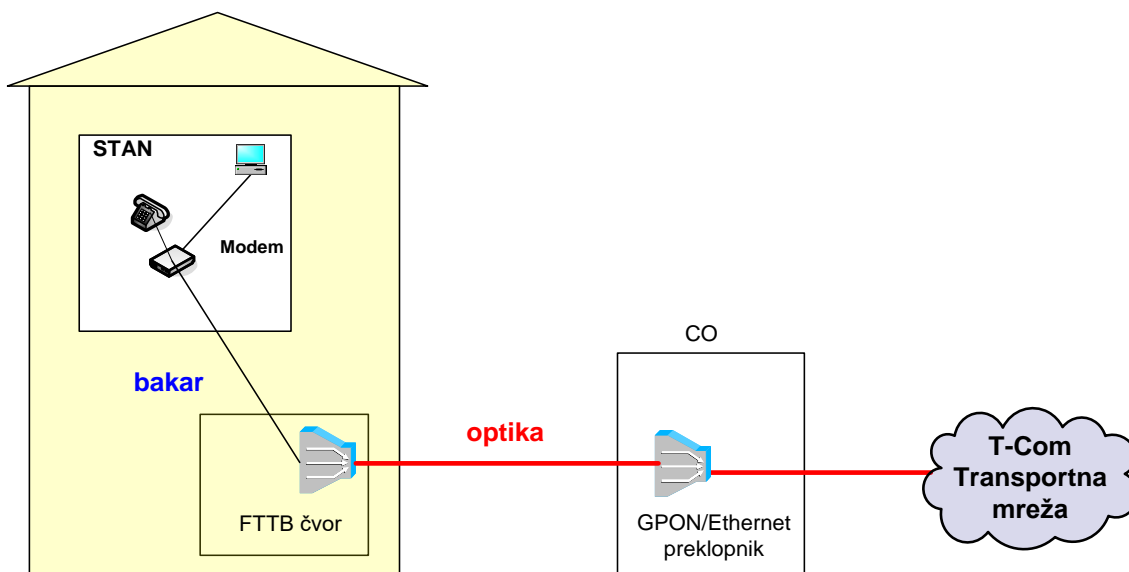 STAN
Modem
bakar
FTTB čvor
optika
CO
GPON/Ethernet
preklopnik
T-Com
Transportna
mreža